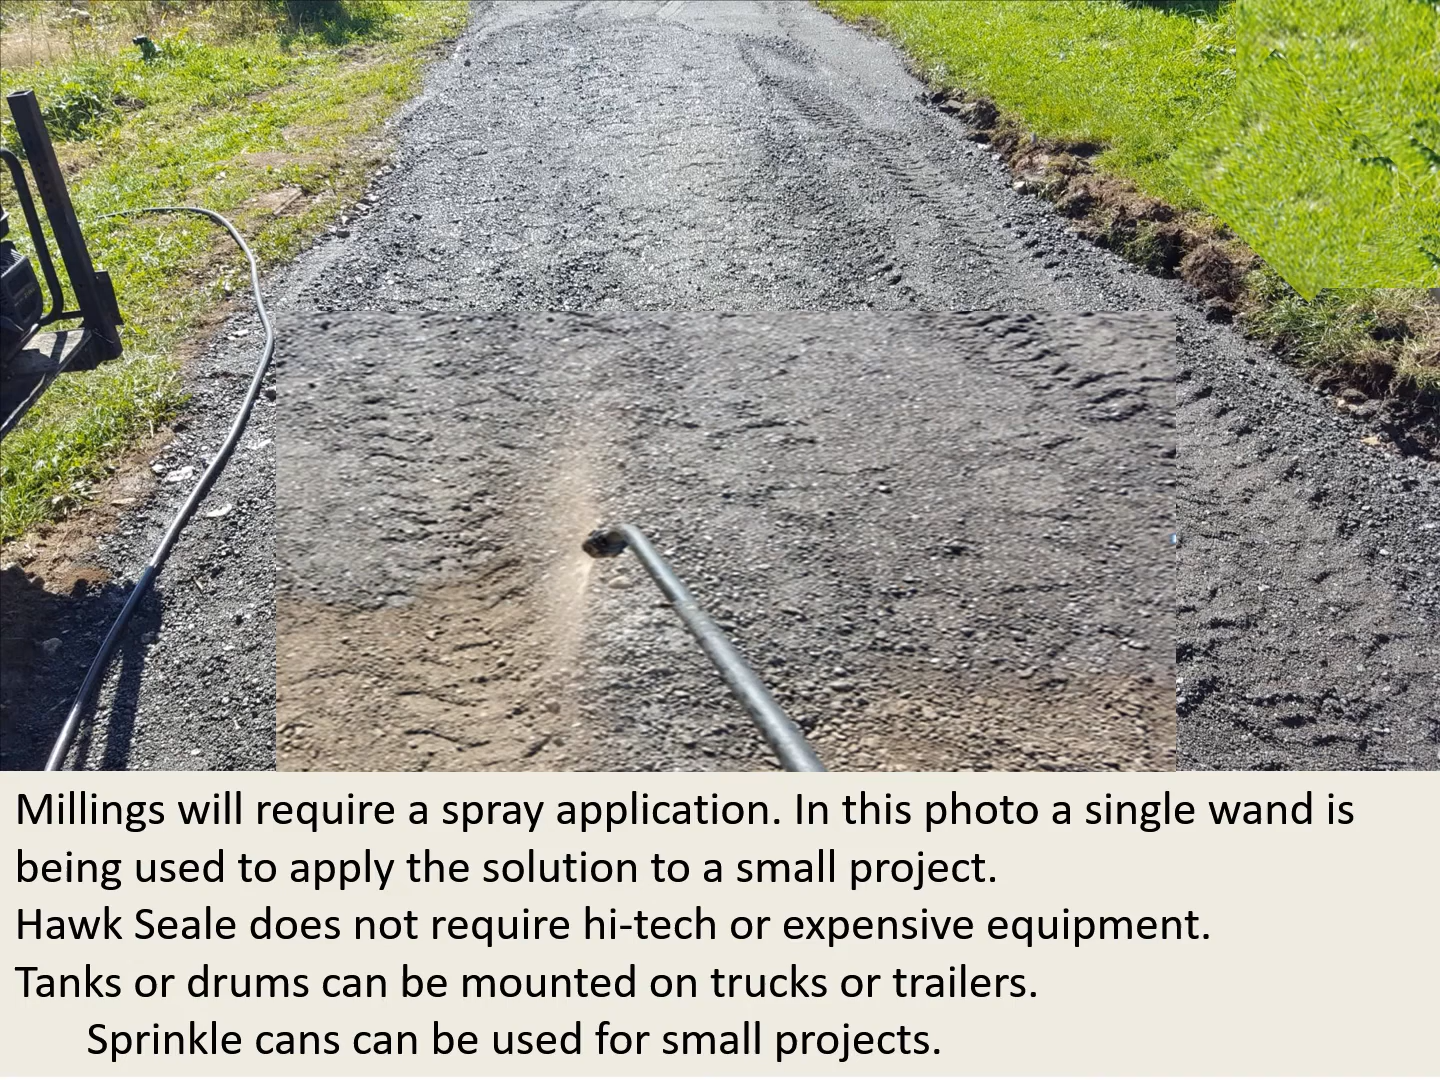 Millings will require a spray application. In this photo a single wand is
being used to apply the solution to a small project.
Hawk Seale does not require hi-tech or expensive equipment.
Tanks or drums can be mounted on trucks or trailers.
Sprinkle cans can be used for small projects.